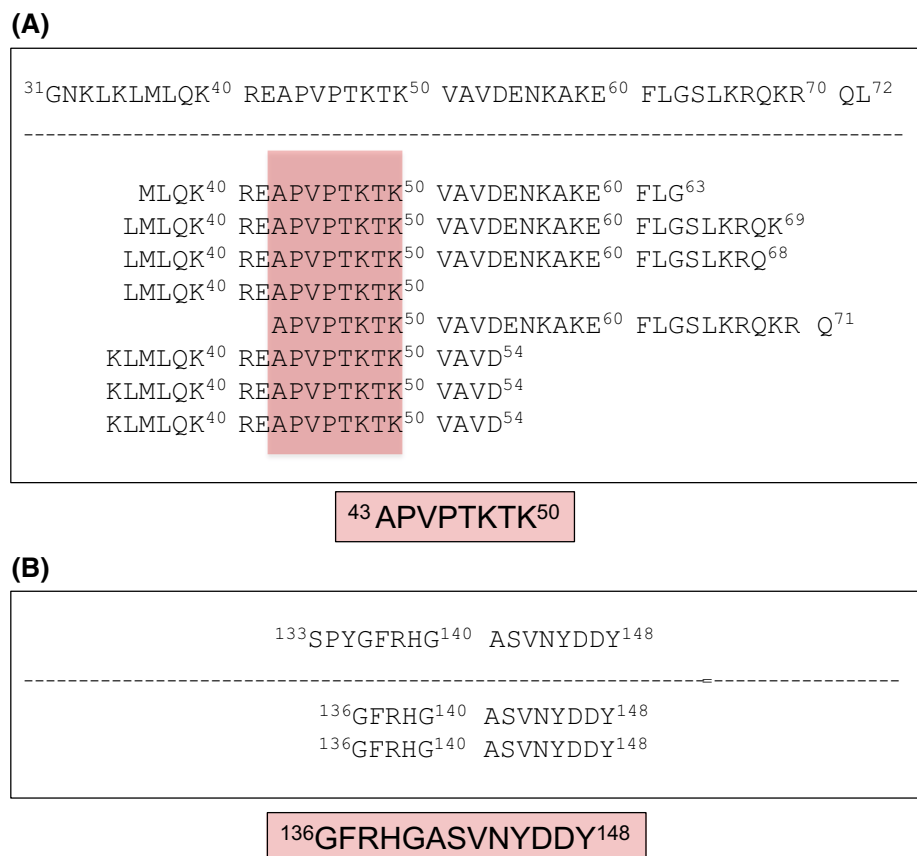 (A)
³¹GNKLKLMLQK⁴⁰ REAPVPTKTK⁵⁰ VAVDENKAKE⁶⁰ FLGSLKRQKR⁷⁰ QL⁷²
MLQK⁴⁰ REAPVPTKTK⁵⁰ VAVDENKAKE⁶⁰ FLG⁶³
LMLQK⁴⁰ REAPVPTKTK⁵⁰ VAVDENKAKE⁶⁰ FLGSLKRQK⁶⁹
LMLQK⁴⁰ REAPVPTKTK⁵⁰ VAVDENKAKE⁶⁰ FLGSLKRQ⁶⁸
LMLQK⁴⁰ REAPVPTKTK⁵⁰
APVPTKTK⁵⁰ VAVDENKAKE⁶⁰ FLGSLKRQKR Q⁷¹
KLMLQK⁴⁰ REAPVPTKTK⁵⁰ VAVD⁵⁴
KLMLQK⁴⁰ REAPVPTKTK⁵⁰ VAVD⁵⁴
KLMLQK⁴⁰ REAPVPTKTK⁵⁰ VAVD⁵⁴
⁴³APVPTKTK⁵⁰
(B)
¹³³SPYGFRHG¹⁴⁰ ASVNYDDY¹⁴⁸
¹³⁶GFRHG¹⁴⁰ ASVNYDDY¹⁴⁸
¹³⁶GFRHG¹⁴⁰ ASVNYDDY¹⁴⁸
¹³⁶GFRHGASVNYDDY¹⁴⁸